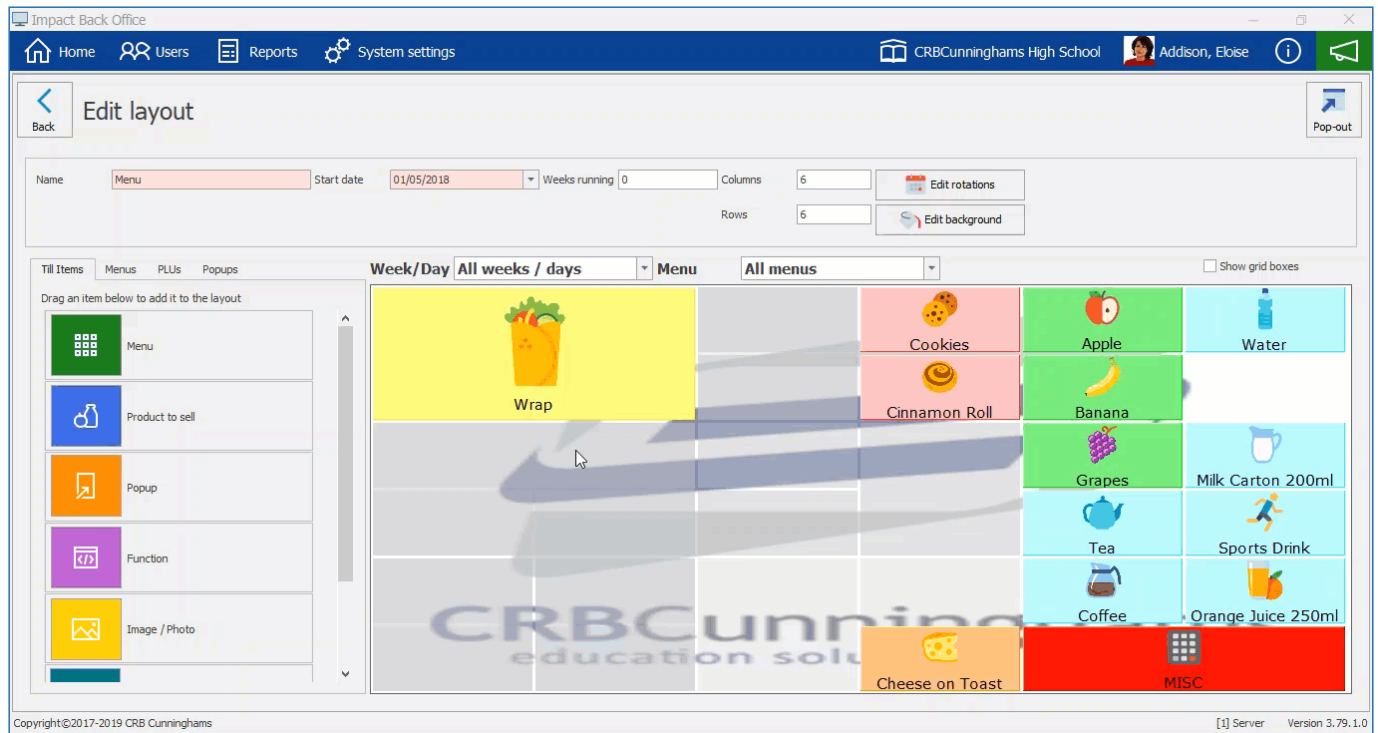 Impact Back Office
Home Users Reports System settings CRBCunninghams High School Addison, Eloise
Back Edit layout Pop-out
Name Menu Start date 01/05/2018 Weeks running 0 Columns 6 Edit rotations
Rows 6 Edit background
Till Items Menus PLUs Popups Week/Day All weeks / days Menu All menus Show grid boxes
Drag an item below to add it to the layout
Menu
Product to sell
Popup
Function
Image / Photo
Cookies Apple Water
Wrap Cinnamon Roll Banana
Grapes Milk Carton 200ml
Tea Sports Drink
Coffee Orange Juice 250ml
CRBCunning
education solu
Cheese on Toast MISC
Copyright©2017-2019 CRB Cunninghams [1] Server Version 3.79.1.0